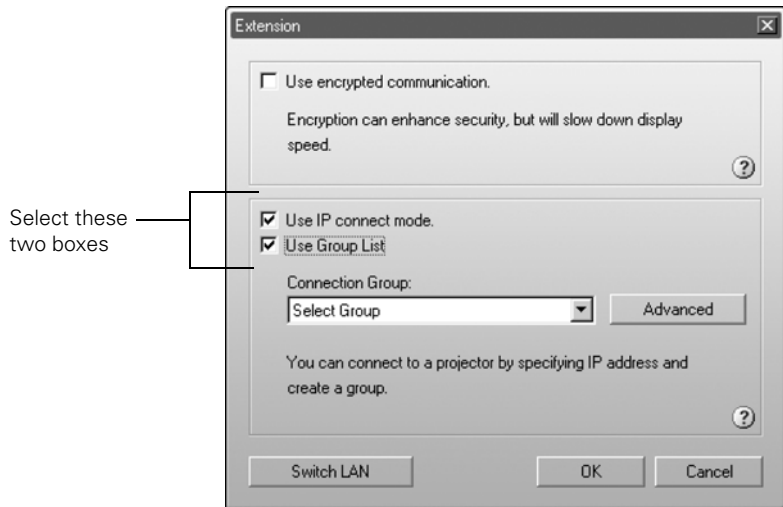 Extension
Use encrypted communication.
Encryption can enhance security, but will slow down display
speed.
?
Select these
two boxes
Use IP connect mode.
Use Group List
Connection Group:
Select Group
Advanced
You can connect to a projector by specifying IP address and
create a group.
?
Switch LAN
OK
Cancel